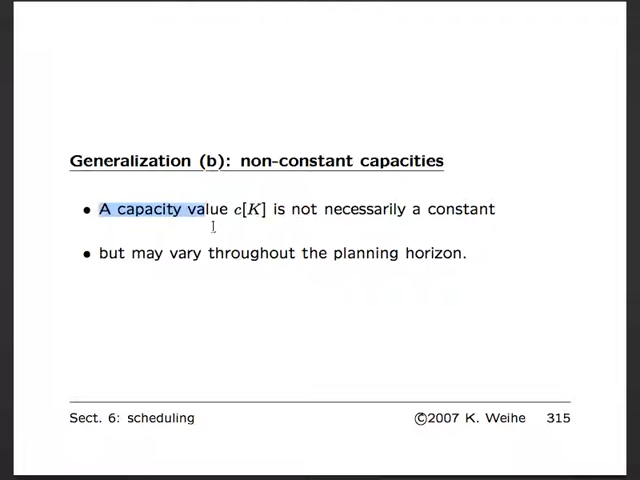 Generalization (b): non-constant capacities
• A capacity value c[K] is not necessarily a constant
• but may vary throughout the planning horizon.
Sect. 6: scheduling ©2007 K. Weihe 315